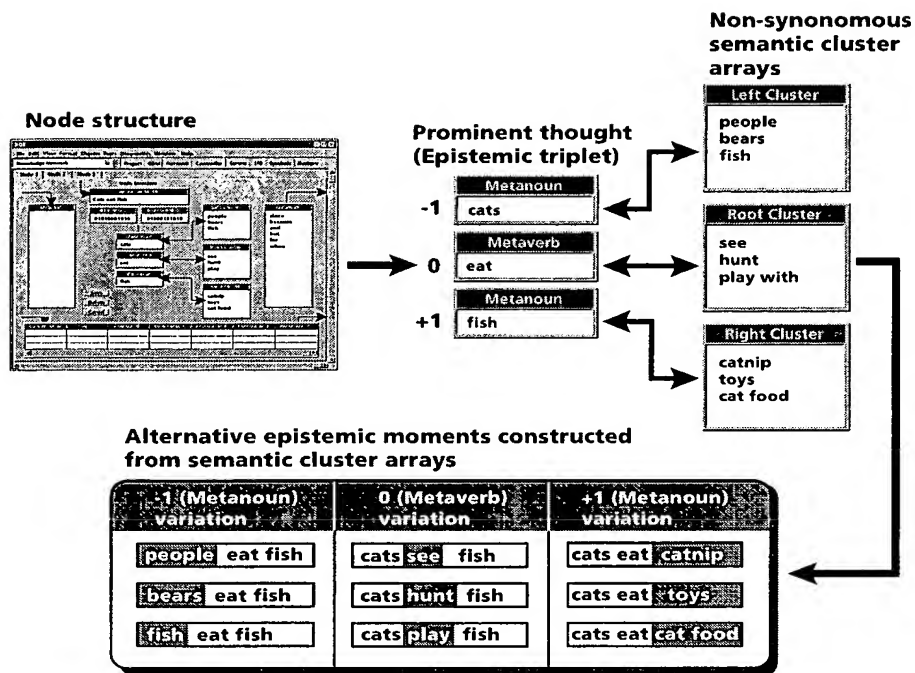 Non-synonomous
semantic cluster
arrays
Left Cluster
people
bears
fish
Node structure
Prominent thought
(Epistemic triplet)
Metanoun
-1
cats
Root Cluster
see
hunt
play with
Metaverb
0
eat
Metanoun
+1
fish
Right Cluster
catnip
toys
cat food
Alternative epistemic moments constructed
from semantic cluster arrays
-1 (Metanoun)
variation
0 (Metaverb)
variation
+1 (Metanoun)
variation
people eat fish
cats see fish
cats eat catnip
bears eat fish
cats hunt fish
cats eat toys
fish eat fish
cats play fish
cats eat cat food